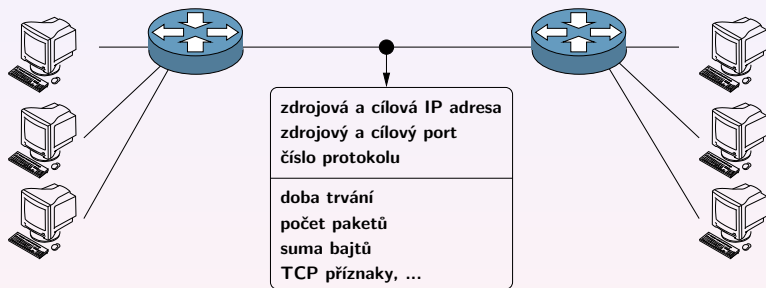 zdrojová a cílová IP adresa
zdrojový a cílový port
číslo protokolu
doba trvání
počet paketů
suma bajtů
TCP příznaky, ...